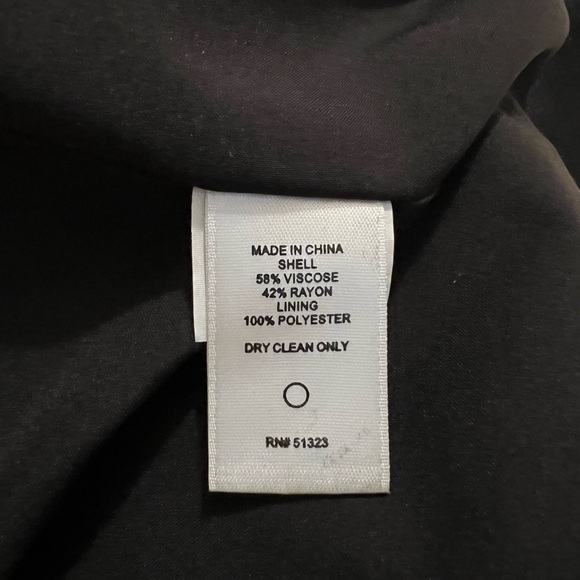 MADE IN CHINA
SHELL
58% VISCOSE
42% RAYON
LINING
100% POLYESTER
DRY CLEAN ONLY
RN# 51323